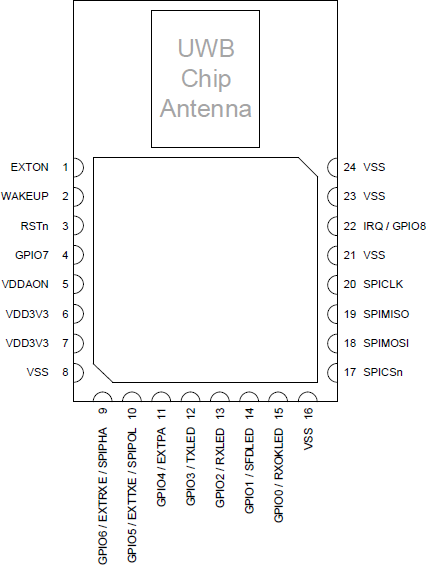 UWB
Chip
Antenna
EXTON 1
WAKEUP 2
RSTn 3
GPIO7 4
VDDAON 5
VDD3V3 6
VDD3V3 7
VSS 8
24 VSS
23 VSS
22 IRQ / GPIO8
21 VSS
20 SPICLK
19 SPIMISO
18 SPIMOSI
17 SPICSn
9 GPIO6 / EXTRXE / SPIPHA
10 GPIO5 / EXTTXE / SPIPOL
11 GPIO4 / EXTPA
12 GPIO3 / TXLED
13 GPIO2 / RXLED
14 GPIO1 / SFDLED
15 GPIO0 / RXOKLED
16 VSS